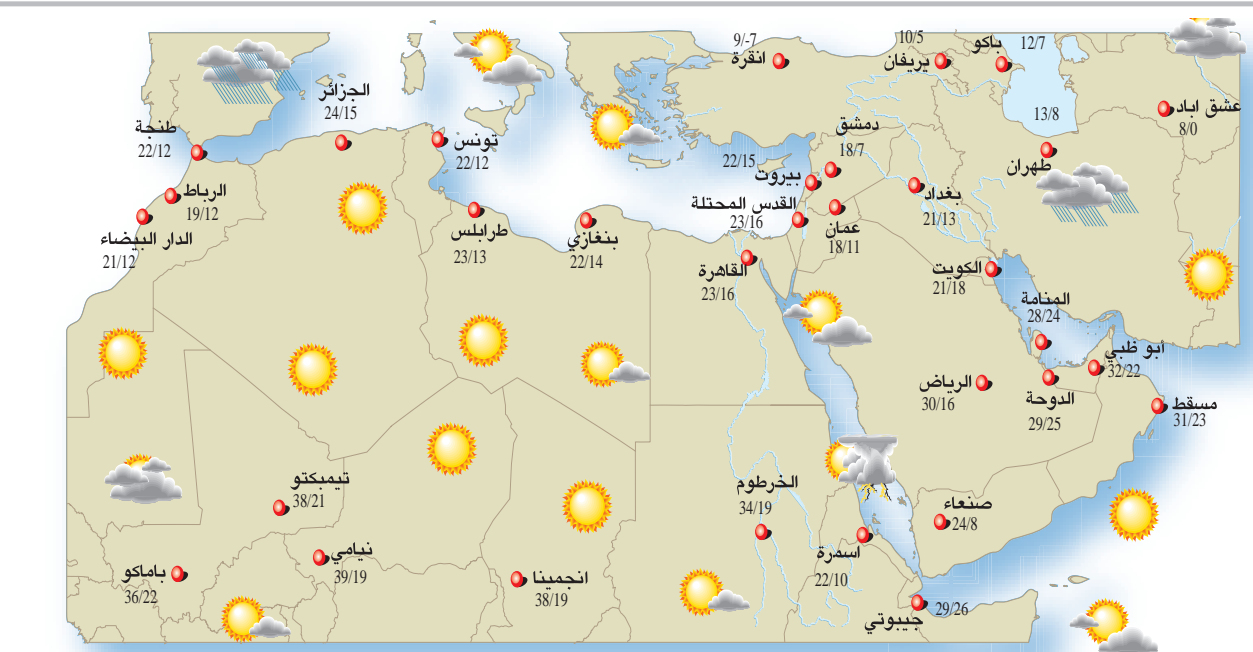 9/-7
انقرة
10/5
يريفان
باكو
12/7
13/8
عشق اباد
8/0
طهران
الجزائر
24/15
طنجة
22/12
تونس
22/12
دمشق
18/7
22/15
بيروت
بغداد
21/13
الرباط
19/12
القدس المحتلة
23/16
عمان
18/11
الدار البيضاء
21/12
طرابلس
23/13
بنغازي
22/14
القاهرة
23/16
الكويت
21/18
المنامة
28/24
أبو ظبي
32/22
الرياض
30/16
الدوحة
29/25
مسقط
31/23
تيمبكتو
38/21
الخرطوم
34/19
صنعاء
24/8
نيامي
39/19
اسمرة
22/10
باماكو
36/22
انجمينا
38/19
29/26
جيبوتي